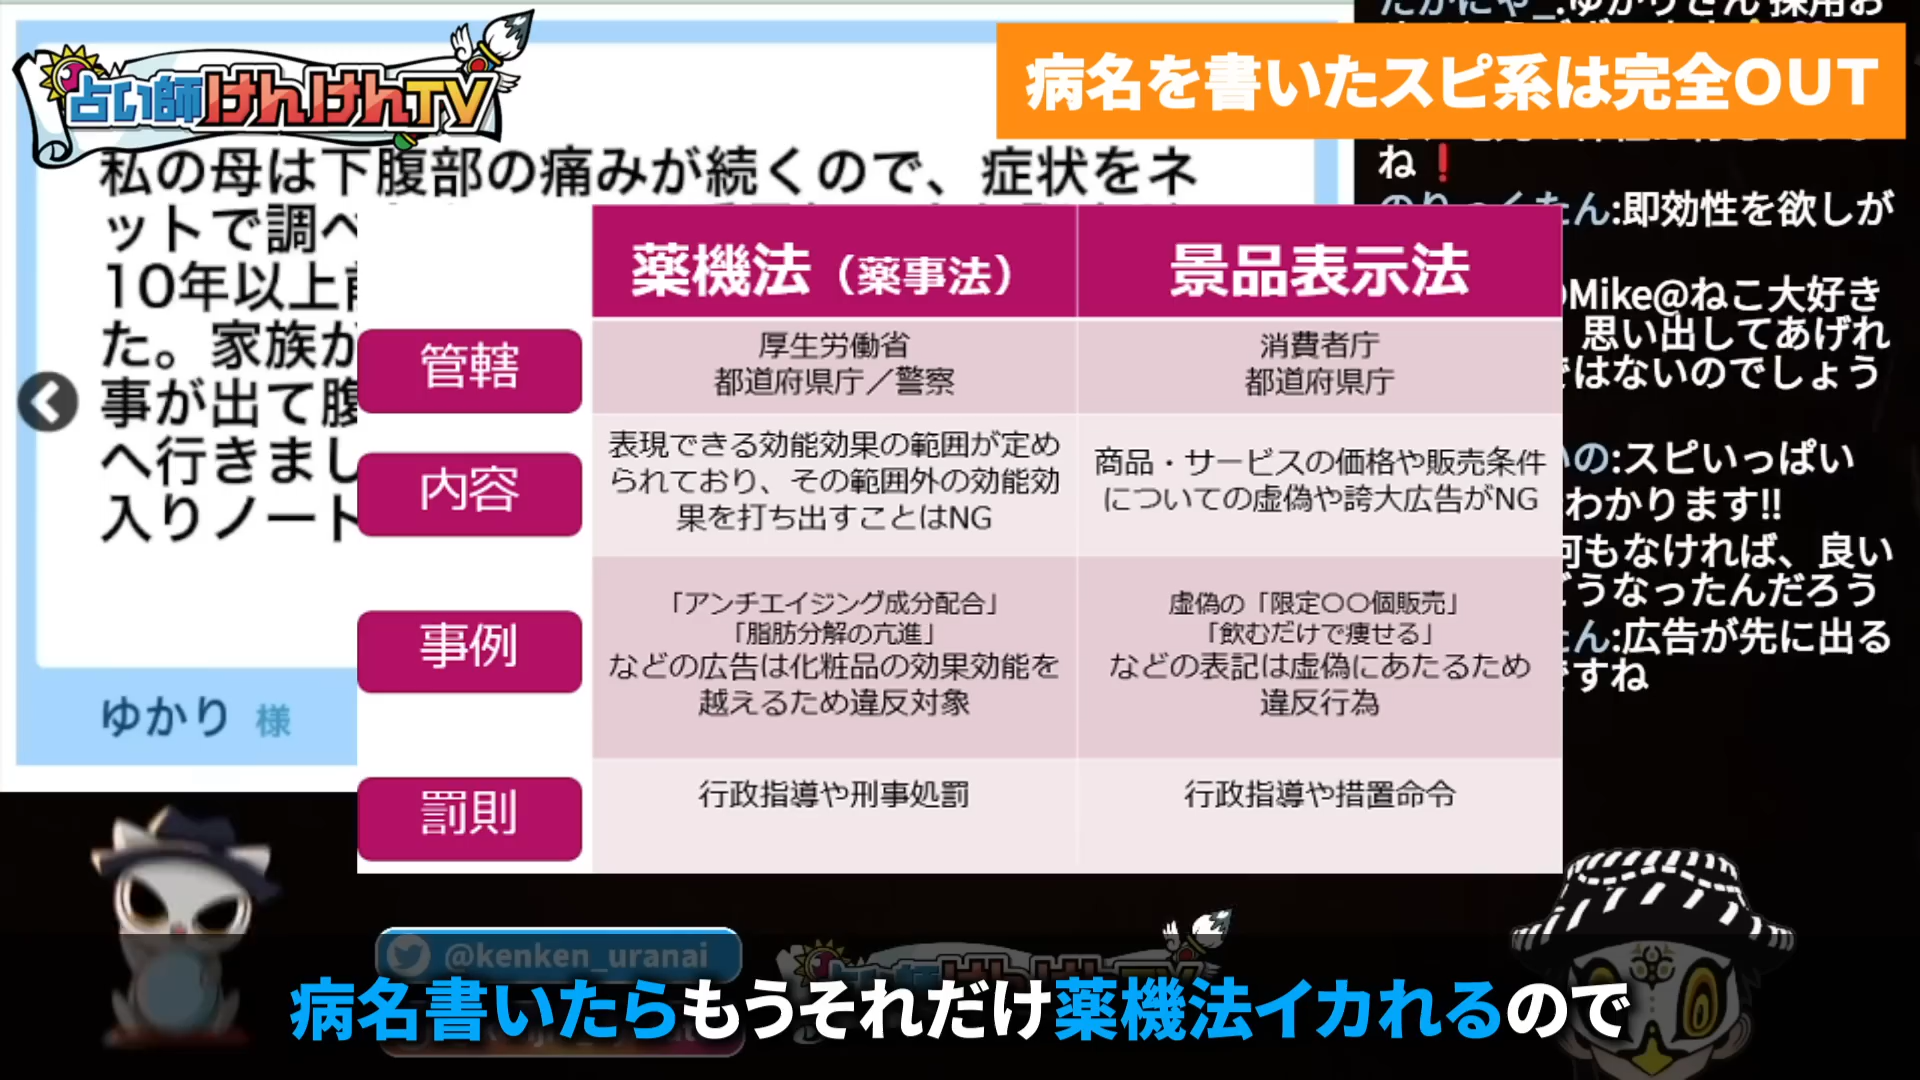 占い師けんけんTV
病名を書いたスピ系は完全OUT
私の母は下腹部の痛みが続くので、症状をネ
ットで調べ
10年以上前
た。家族が
事が出て腹
へ行きまし
入りノート
ゆかり 様
薬機法（薬事法） 景品表示法
管轄
厚生労働省
都道府県庁／警察
消費者庁
都道府県庁
内容
表現できる効能効果の範囲が定め
られており、その範囲外の効能効
果を打ち出すことはNG
商品・サービスの価格や販売条件
についての虚偽や誇大広告がNG
事例
「アンチエイジング成分配合」
「脂肪分解の亢進」
などの広告は化粧品の効果効能を
越えるため違反対象
虚偽の「限定〇〇個販売」
「飲むだけで痩せる」
などの表記は虚偽にあたるため
違反行為
罰則
行政指導や刑事処罰
行政指導や措置命令
ね❗
たん:即効性を欲しが
Mike@ねこ大好き
思い出してあげれ
ではないのでしょう
の:スピいっぱい
わかります!!
何もなければ、良い
どうなったんだろう
たん:広告が先に出る
ですね
@kenken_uranai
病名書いたらもうそれだけ薬機法イカれるので